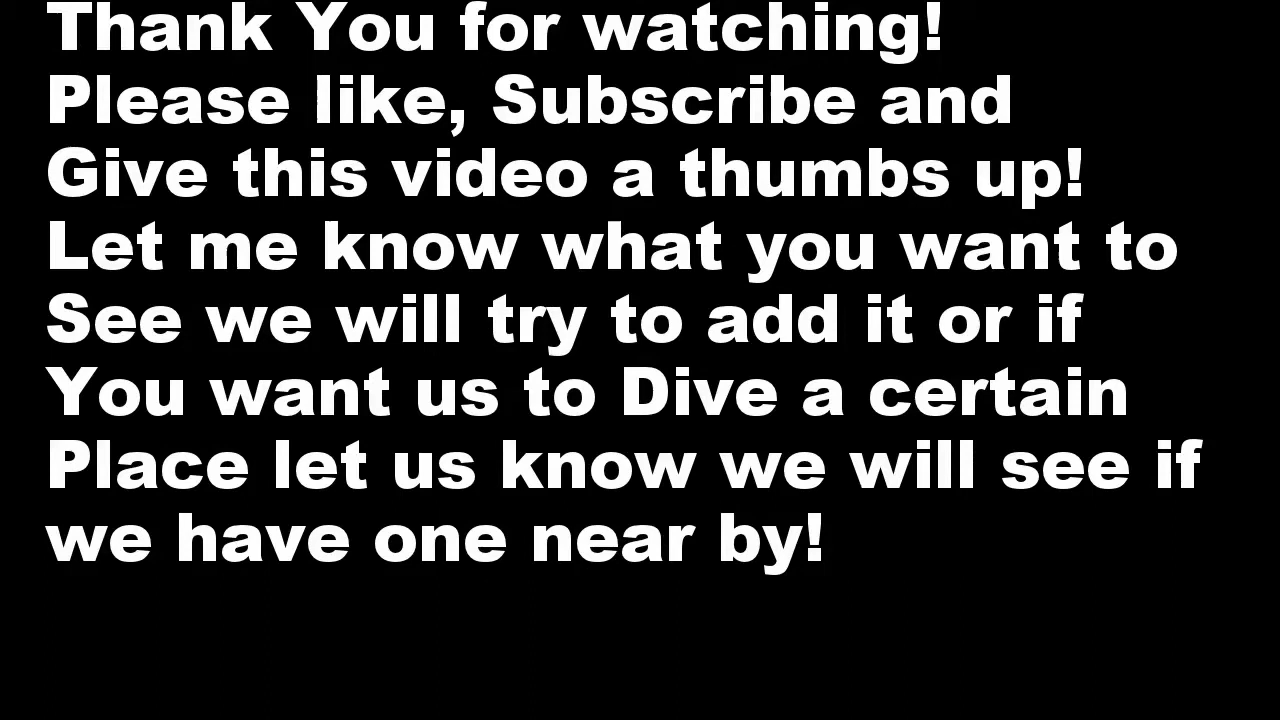 Thank You for watching!
Please like, Subscribe and
Give this video a thumbs up!
Let me know what you want to
See we will try to add it or if
You want us to Dive a certain
Place let us know we will see if
we have one near by!